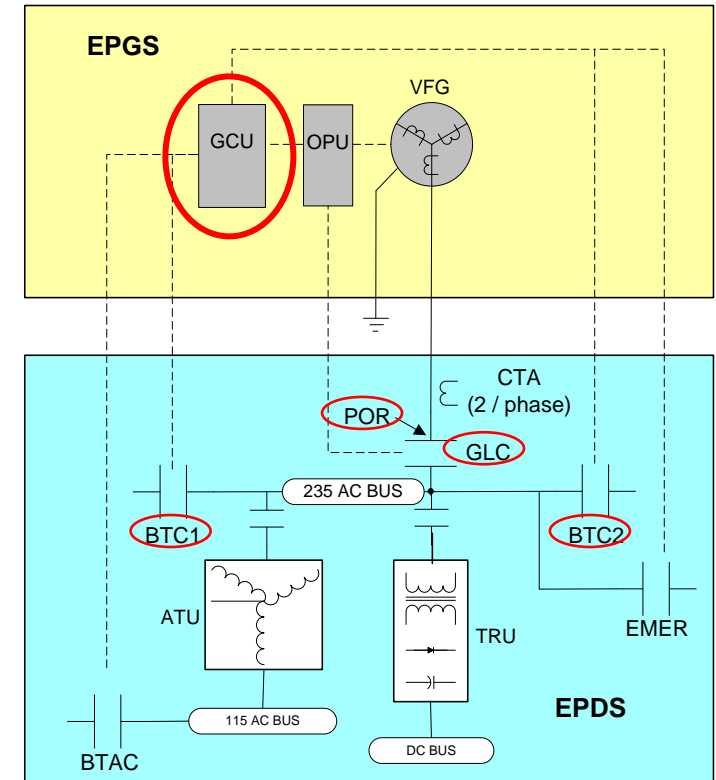 EPGS
VFG
GCU
OPU
CTA
(2 / phase)
POR
GLC
235 AC BUS
BTC1
BTC2
ATU
TRU
EMER
EPDS
115 AC BUS
DC BUS
BTAC